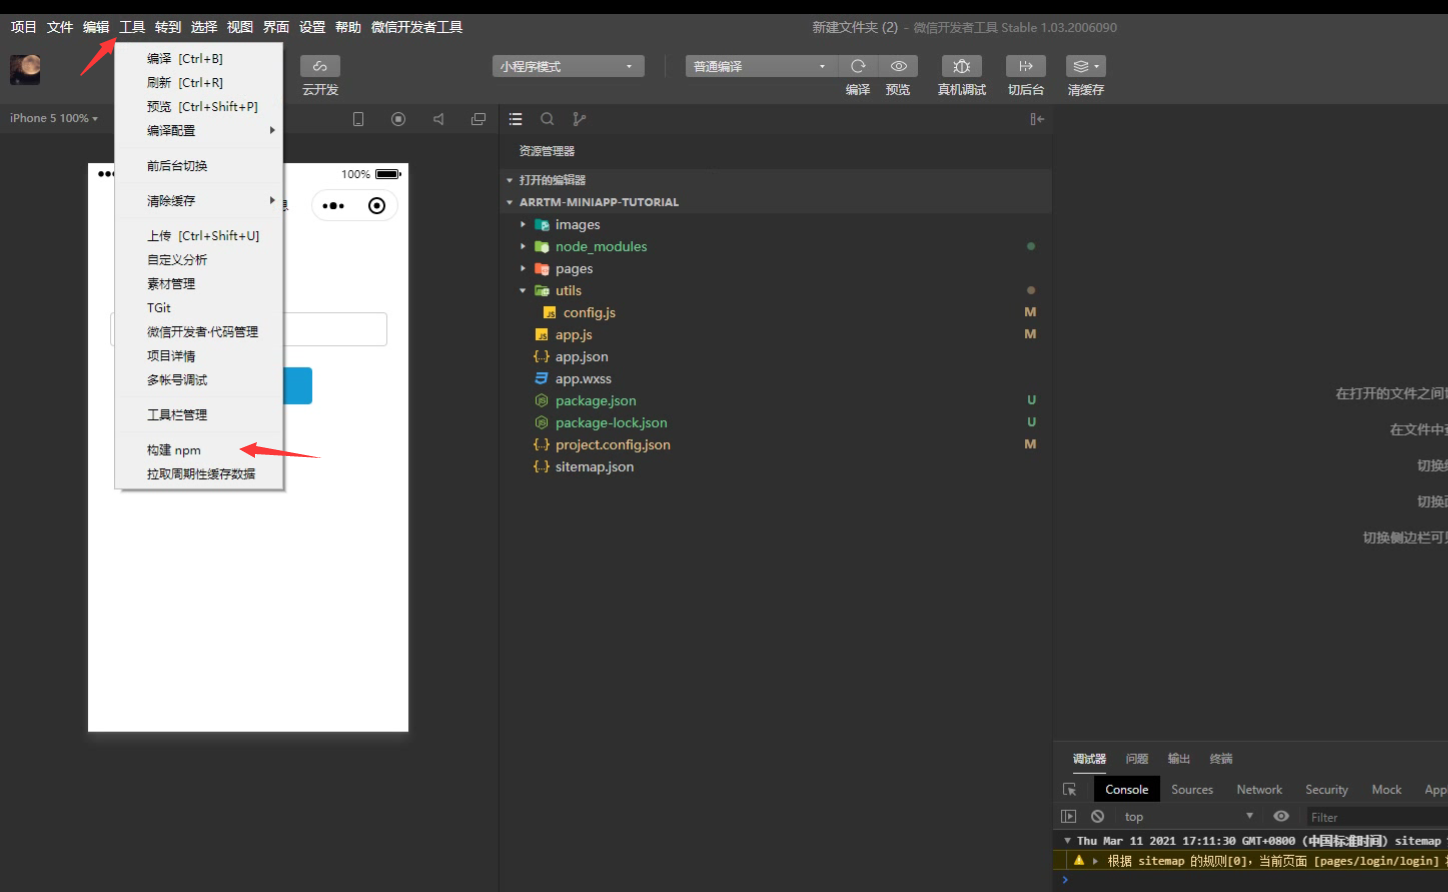 项目 文件 编辑 工具 转到 选择 视图 界面 设置 帮助 微信开发者工具
新建文件夹 (2) - 微信开发者工具 Stable 1.03.2006090
编译 [Ctrl+B]
刷新 [Ctrl+R]
预览 [Ctrl+Shift+P]
编译配置
前后台切换
清除缓存
上传 [Ctrl+Shift+U]
自定义分析
素材管理
TGit
微信开发者·代码管理
项目详情
多帐号调试
工具栏管理
构建 npm
拉取周期性缓存数据
云开发
小程序模式
普通编译
编译
预览
真机调试
切后台
清缓存
iPhone 5 100%
100%
息
资源管理器
打开的编辑器
ARRTM-MINIAPP-TUTORIAL
images
node_modules
pages
utils
config.js M
app.js M
app.json
app.wxss
package.json U
package-lock.json U
project.config.json M
sitemap.json
在打开的文件之间
在文件中
切换
切换
切换侧边栏可
调试器 问题 输出 终端
Console Sources Network Security Mock App
top Filter
Thu Mar 11 2021 17:11:30 GMT+0800 (中国标准时间) sitemap
根据 sitemap 的规则[0]，当前页面 [pages/login/login]